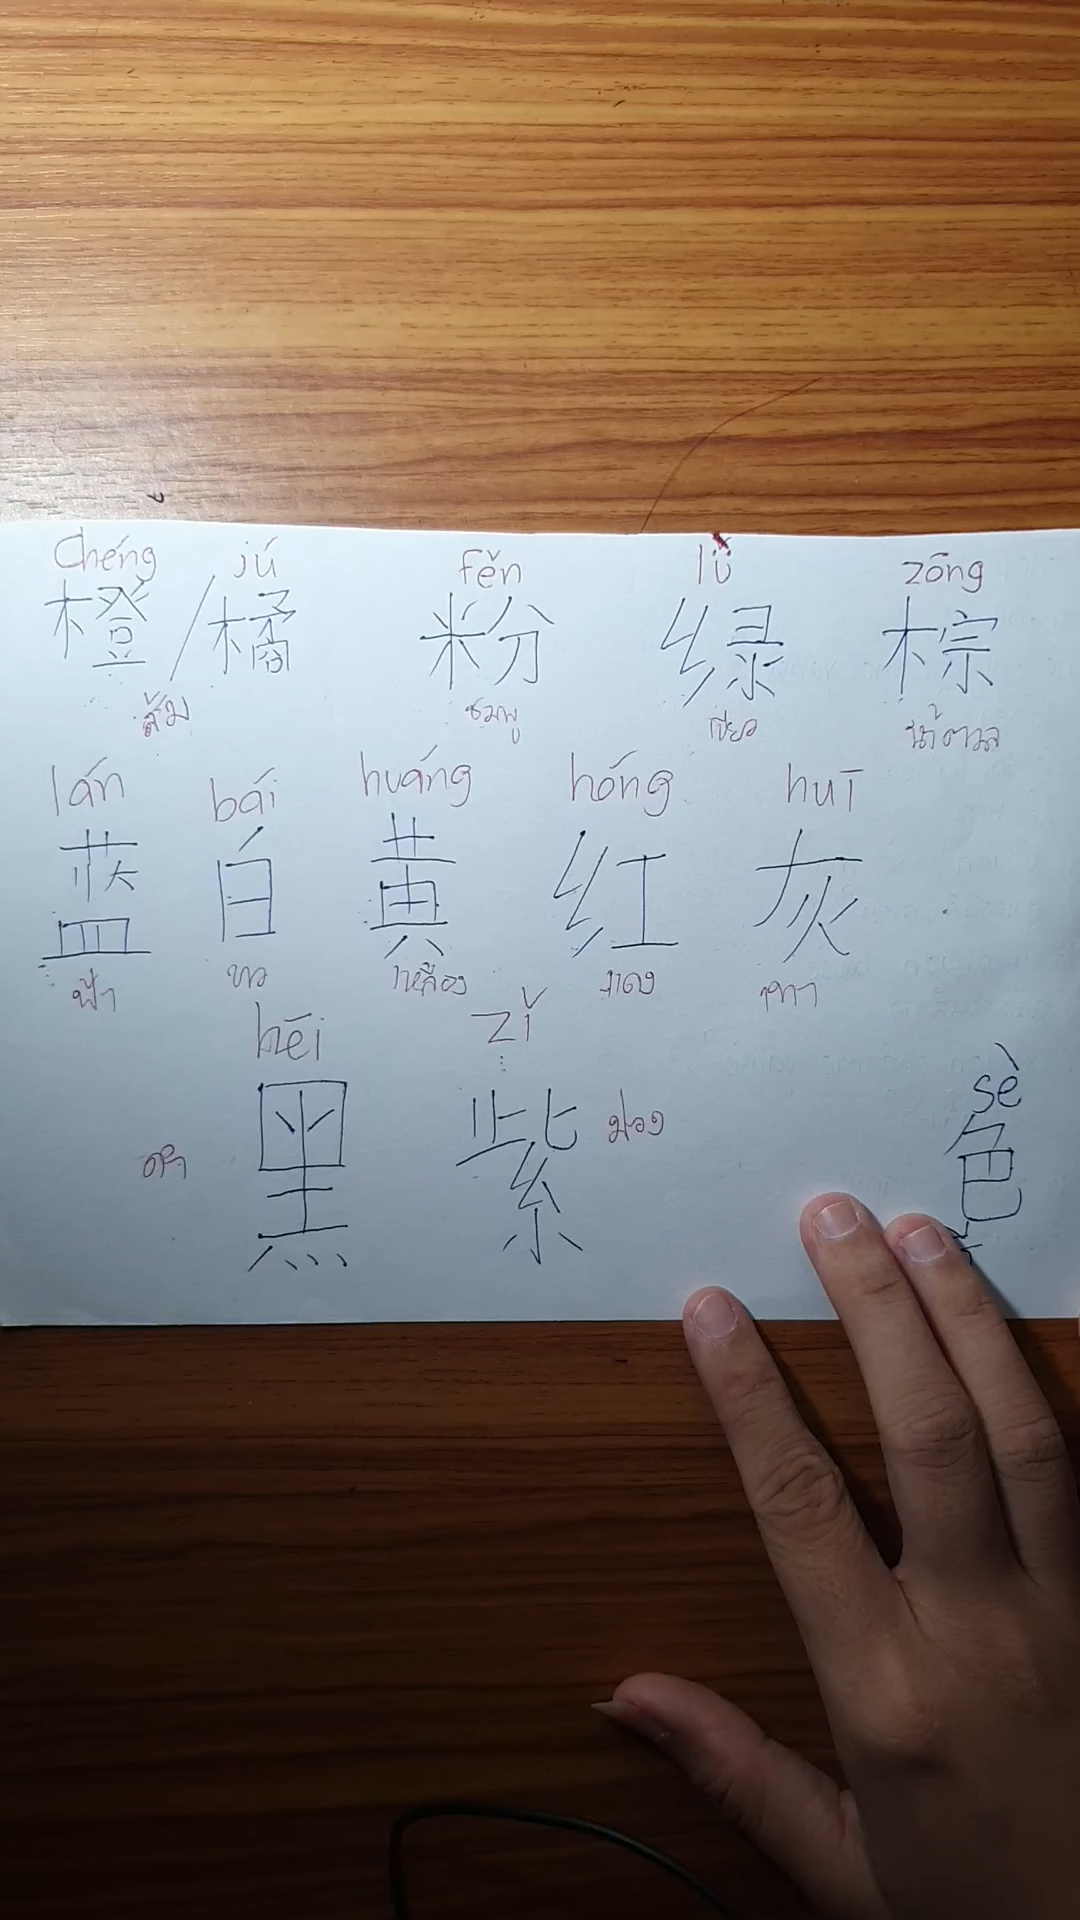 chéng jú fěn lǜ zōng
橙/橘 粉 绿 棕
ส้ม ชมพู เขียว น้ำตาล
lán bái huáng hóng huī
蓝 白 黄 红 灰
ฟ้า ขาว เหลือง แดง เทา
hēi zǐ
黑 紫
ดำ ม่วง
sè
色